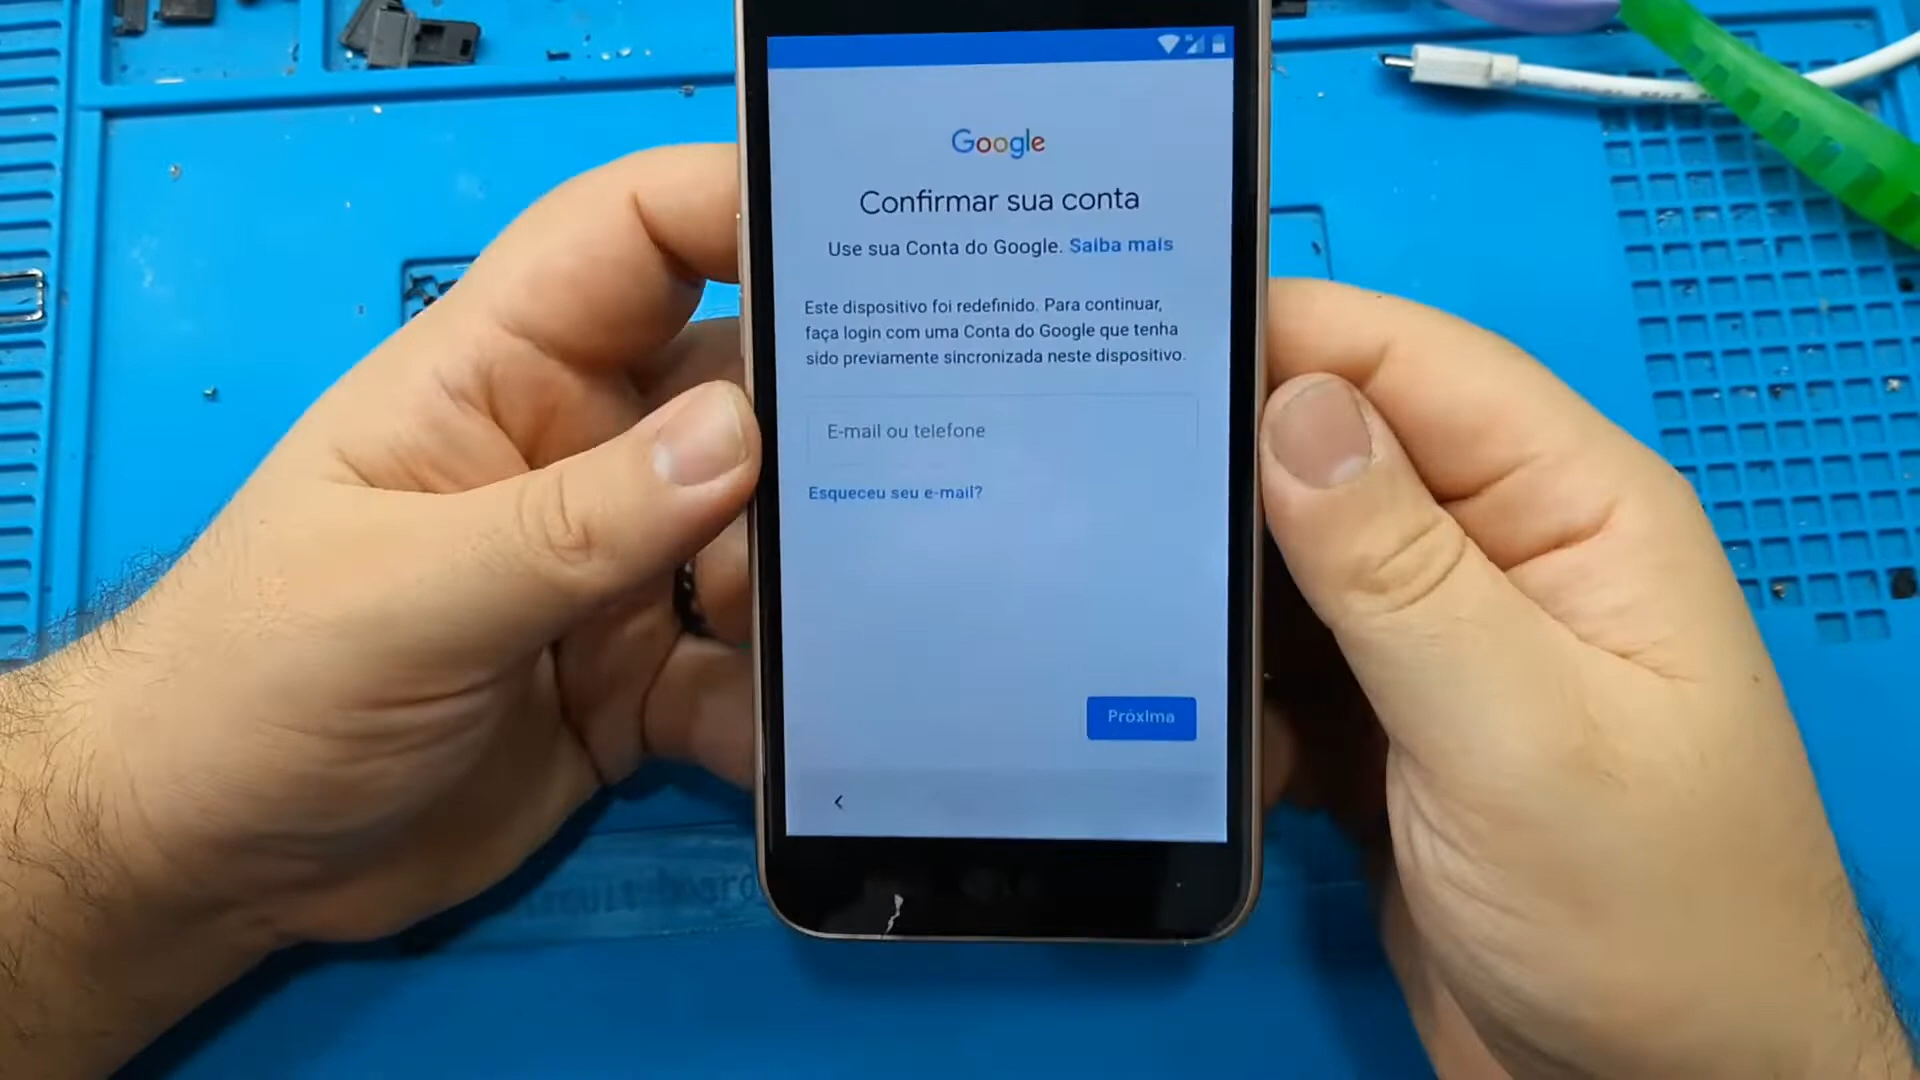 Google
Confirmar sua conta
Use sua Conta do Google. Saiba mais
Este dispositivo foi redefinido. Para continuar,
faça login com uma Conta do Google que tenha
sido previamente sincronizada neste dispositivo.
E-mail ou telefone
Esqueceu seu e-mail?
Próxima